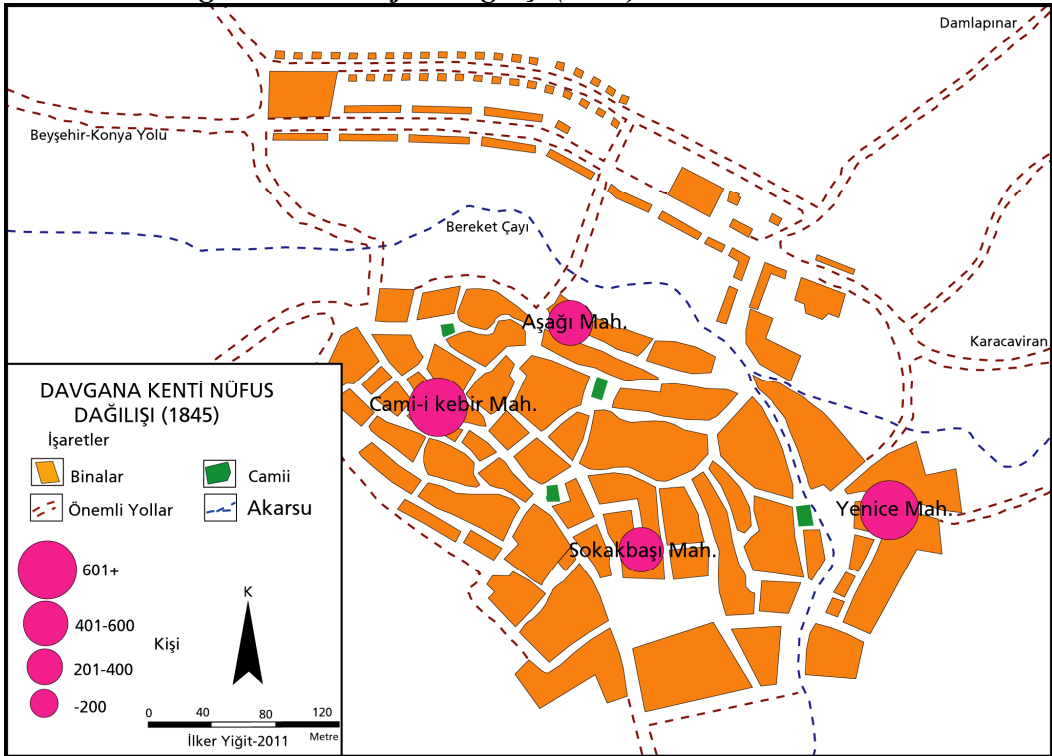 Damlapınar
Beyşehir-Konya Yolu
Bereket Çayı
Aşağı Mah.
Karacaviran
Cami-i kebir Mah.
Yenice Mah.
Sokakbaşı Mah.
DAVGANA KENTİ NÜFUS
DAĞILIŞI (1845)
İşaretler
Binalar
Camii
Önemli Yollar
Akarsu
601+
401-600
201-400
-200
Kişi
K
0 40 80 120
Metre
İlker Yiğit-2011